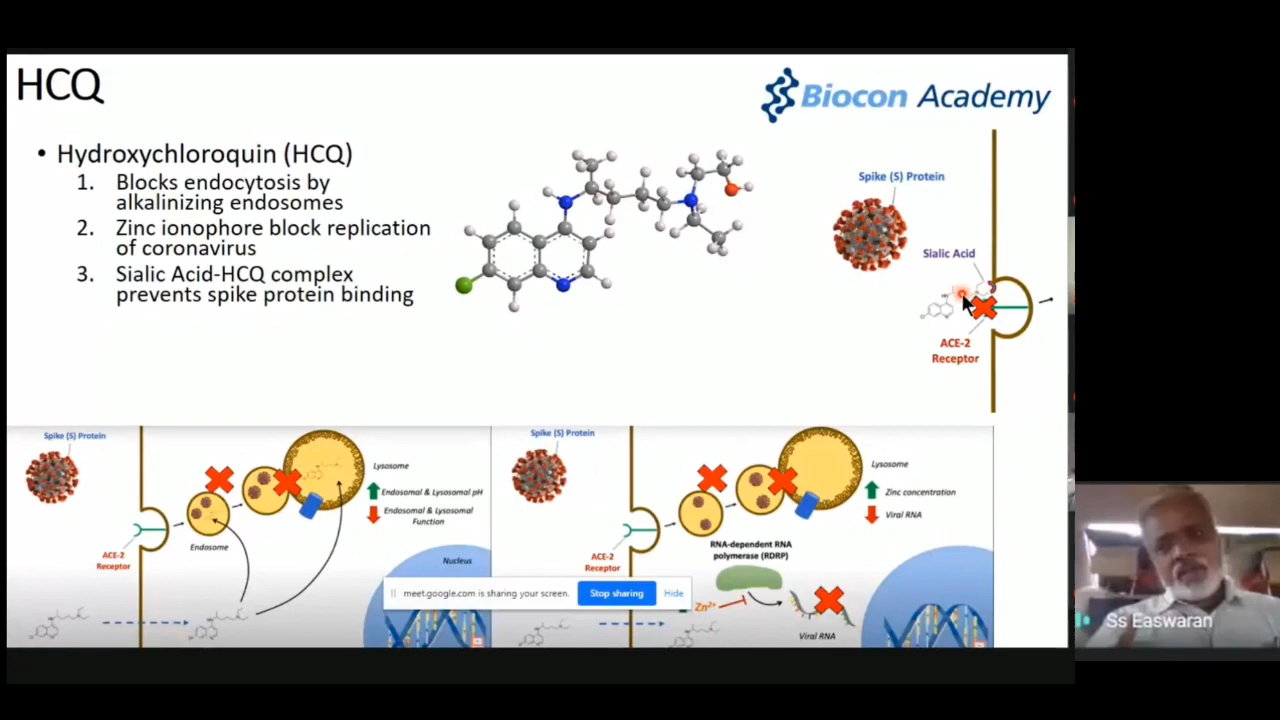 HCQ
Biocon Academy
• Hydroxychloroquin (HCQ)
1. Blocks endocytosis by
alkalinizing endosomes
2. Zinc ionophore block replication
of coronavirus
3. Sialic Acid-HCQ complex
prevents spike protein binding
Spike (S) Protein
Sialic Acid
ACE-2
Receptor
Spike (S) Protein
Lysosome
Endosomal & Lysosomal pH
Endosomal & Lysosomal
Function
Endosome
ACE-2
Receptor
Nucleus
Spike (S) Protein
Lysosome
Zinc concentration
Viral RNA
RNA-dependent RNA
polymerase (RDRP)
ACE-2
Receptor
Zn²⁺
Viral RNA
meet.google.com is sharing your screen.
Stop sharing
Hide
Ss Easwaran